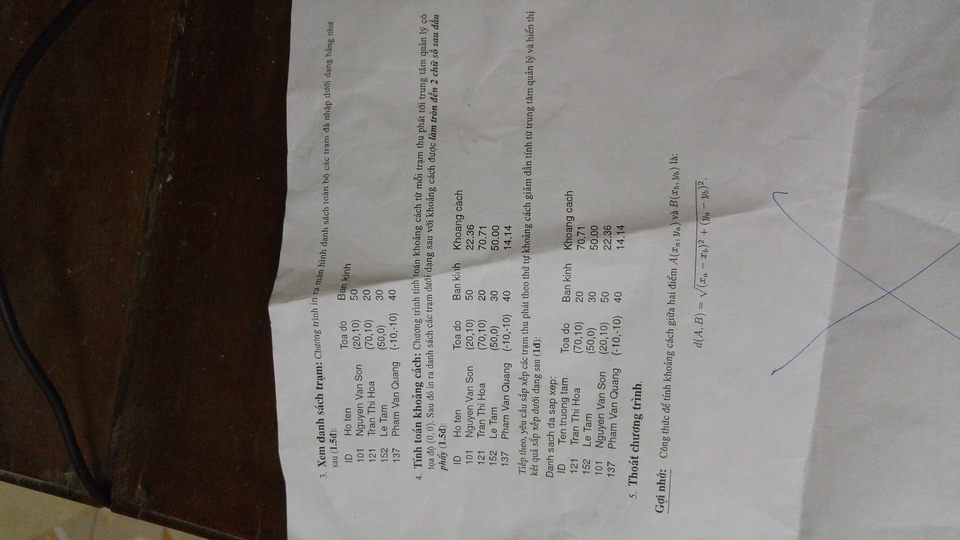 3. Xem danh sách trạm: Chương trình in ra màn hình danh sách toàn bộ các trạm đã nhập dưới dạng bảng như
sau (1.5đ):
ID Ho ten Toa do Ban kinh
101 Nguyen Van Son (20,10) 50
121 Tran Thi Hoa (70,10) 20
152 Le Tam (50,0) 30
137 Pham Van Quang (-10,-10) 40
4. Tính toán khoảng cách: Chương trình tính toán khoảng cách từ mỗi trạm thu phát tới trung tâm quản lý có
tọa độ (0,0). Sau đó in ra danh sách các trạm dưới dạng sau với khoảng cách được làm tròn đến 2 chữ số sau dấu
phẩy (1.5đ):
ID Ho ten Toa do Ban kinh Khoang cach
101 Nguyen Van Son (20,10) 50 22.36
121 Tran Thi Hoa (70,10) 20 70.71
152 Le Tam (50,0) 30 50.00
137 Pham Van Quang (-10,-10) 40 14.14
Tiếp theo, yêu cầu sắp xếp các trạm thu phát theo thứ tự khoảng cách giảm dần tính từ trung tâm quản lý và hiển thị
kết quả sắp xếp dưới dạng sau (1đ):
Danh sach da sap xep:
ID Ten truong tam Toa do Ban kinh Khoang cach
121 Tran Thi Hoa (70,10) 20 70.71
152 Le Tam (50,0) 30 50.00
101 Nguyen Van Son (20,10) 50 22.36
137 Pham Van Quang (-10,-10) 40 14.14
5. Thoát chương trình.
Gợi nhớ: Công thức để tính khoảng cách giữa hai điểm A(xₐ, yₐ) và B(x_b, y_b) là:
d(A, B) = √(xₐ − x_b)² + (yₐ − y_b)².